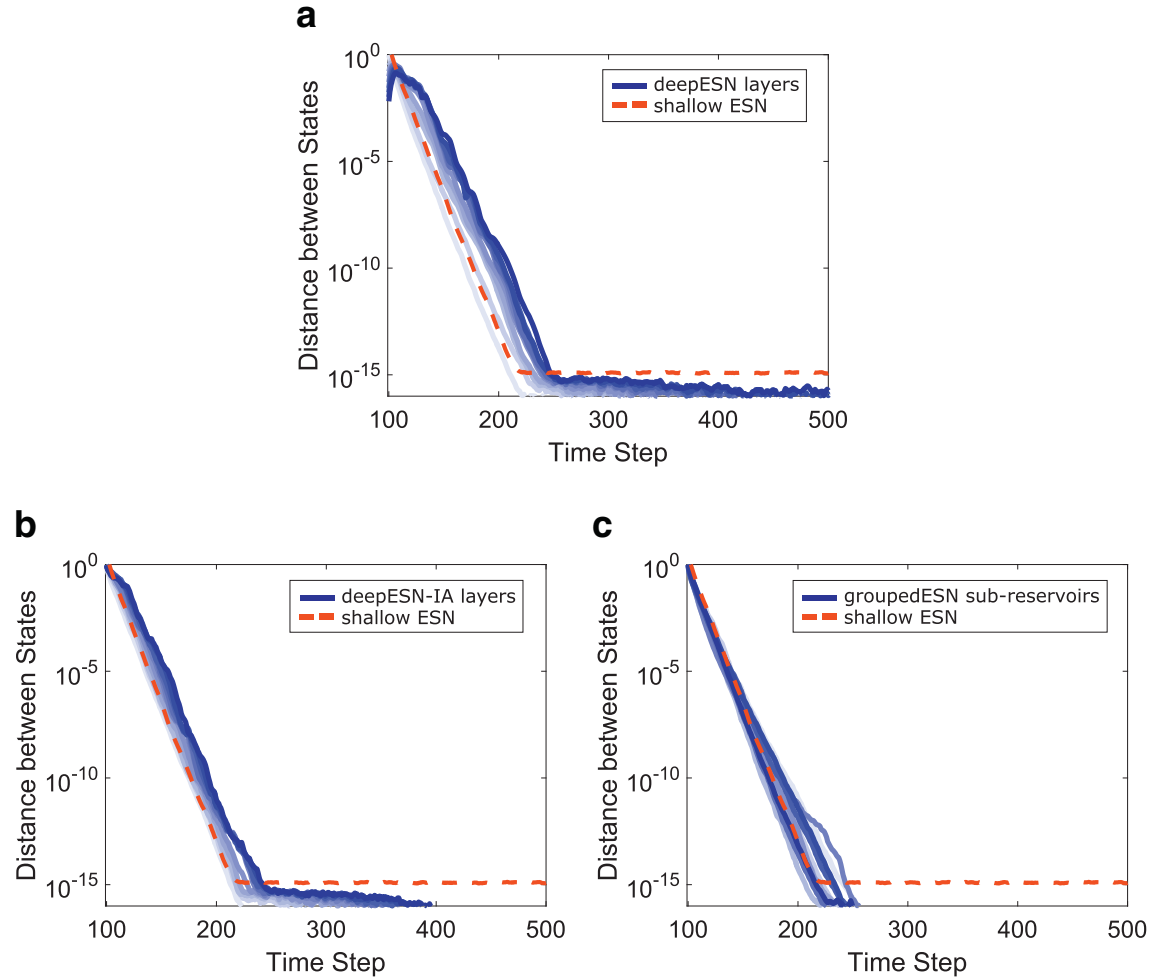 a
10^0
10^-5
10^-10
10^-15
Distance between States
deepESN layers
shallow ESN
100 200 300 400 500
Time Step
b
10^0
10^-5
10^-10
10^-15
Distance between States
deepESN-IA layers
shallow ESN
100 200 300 400 500
Time Step
c
10^0
10^-5
10^-10
10^-15
Distance between States
groupedESN sub-reservoirs
shallow ESN
100 200 300 400 500
Time Step